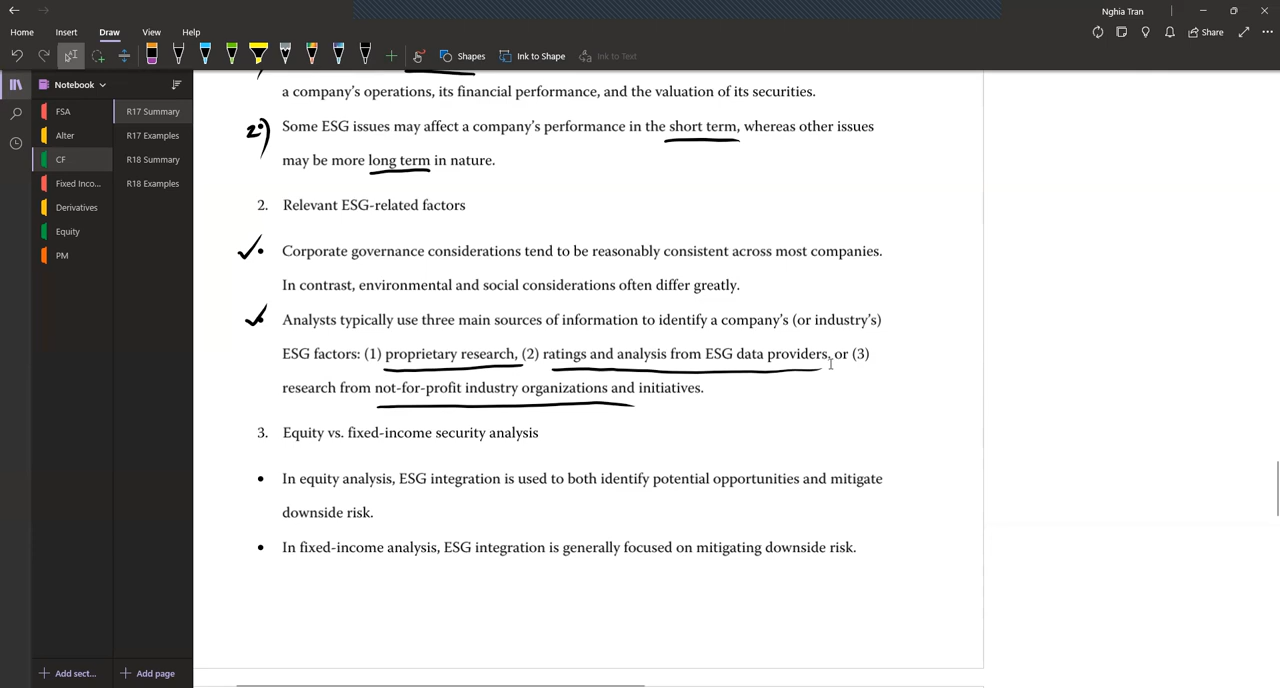 Nghia Tran
Home Insert Draw View Help
Share
Shapes Ink to Shape Ink to Text
Notebook
FSA
Alter
CF
Fixed Inco...
Derivatives
Equity
PM
R17 Summary
R17 Examples
R18 Summary
R18 Examples
a company's operations, its financial performance, and the valuation of its securities.
2) Some ESG issues may affect a company's performance in the short term, whereas other issues
may be more long term in nature.
2. Relevant ESG-related factors
• Corporate governance considerations tend to be reasonably consistent across most companies.
In contrast, environmental and social considerations often differ greatly.
Analysts typically use three main sources of information to identify a company's (or industry's)
ESG factors: (1) proprietary research, (2) ratings and analysis from ESG data providers, or (3)
research from not-for-profit industry organizations and initiatives.
3. Equity vs. fixed-income security analysis
• In equity analysis, ESG integration is used to both identify potential opportunities and mitigate
downside risk.
• In fixed-income analysis, ESG integration is generally focused on mitigating downside risk.
Add sect... Add page